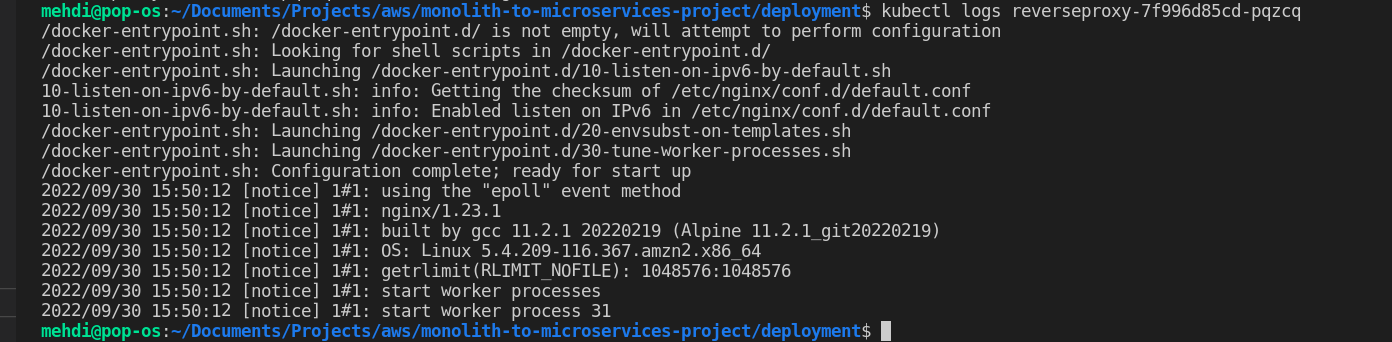 mehdi@pop-os:~/Documents/Projects/aws/monolith-to-microservices-project/deployment$ kubectl logs reverseproxy-7f996d85cd-pqzcq
/docker-entrypoint.sh: /docker-entrypoint.d/ is not empty, will attempt to perform configuration
/docker-entrypoint.sh: Looking for shell scripts in /docker-entrypoint.d/
/docker-entrypoint.sh: Launching /docker-entrypoint.d/10-listen-on-ipv6-by-default.sh
10-listen-on-ipv6-by-default.sh: info: Getting the checksum of /etc/nginx/conf.d/default.conf
10-listen-on-ipv6-by-default.sh: info: Enabled listen on IPv6 in /etc/nginx/conf.d/default.conf
/docker-entrypoint.sh: Launching /docker-entrypoint.d/20-envsubst-on-templates.sh
/docker-entrypoint.sh: Launching /docker-entrypoint.d/30-tune-worker-processes.sh
/docker-entrypoint.sh: Configuration complete; ready for start up
2022/09/30 15:50:12 [notice] 1#1: using the "epoll" event method
2022/09/30 15:50:12 [notice] 1#1: nginx/1.23.1
2022/09/30 15:50:12 [notice] 1#1: built by gcc 11.2.1 20220219 (Alpine 11.2.1_git20220219)
2022/09/30 15:50:12 [notice] 1#1: OS: Linux 5.4.209-116.367.amzn2.x86_64
2022/09/30 15:50:12 [notice] 1#1: getrlimit(RLIMIT_NOFILE): 1048576:1048576
2022/09/30 15:50:12 [notice] 1#1: start worker processes
2022/09/30 15:50:12 [notice] 1#1: start worker process 31
mehdi@pop-os:~/Documents/Projects/aws/monolith-to-microservices-project/deployment$